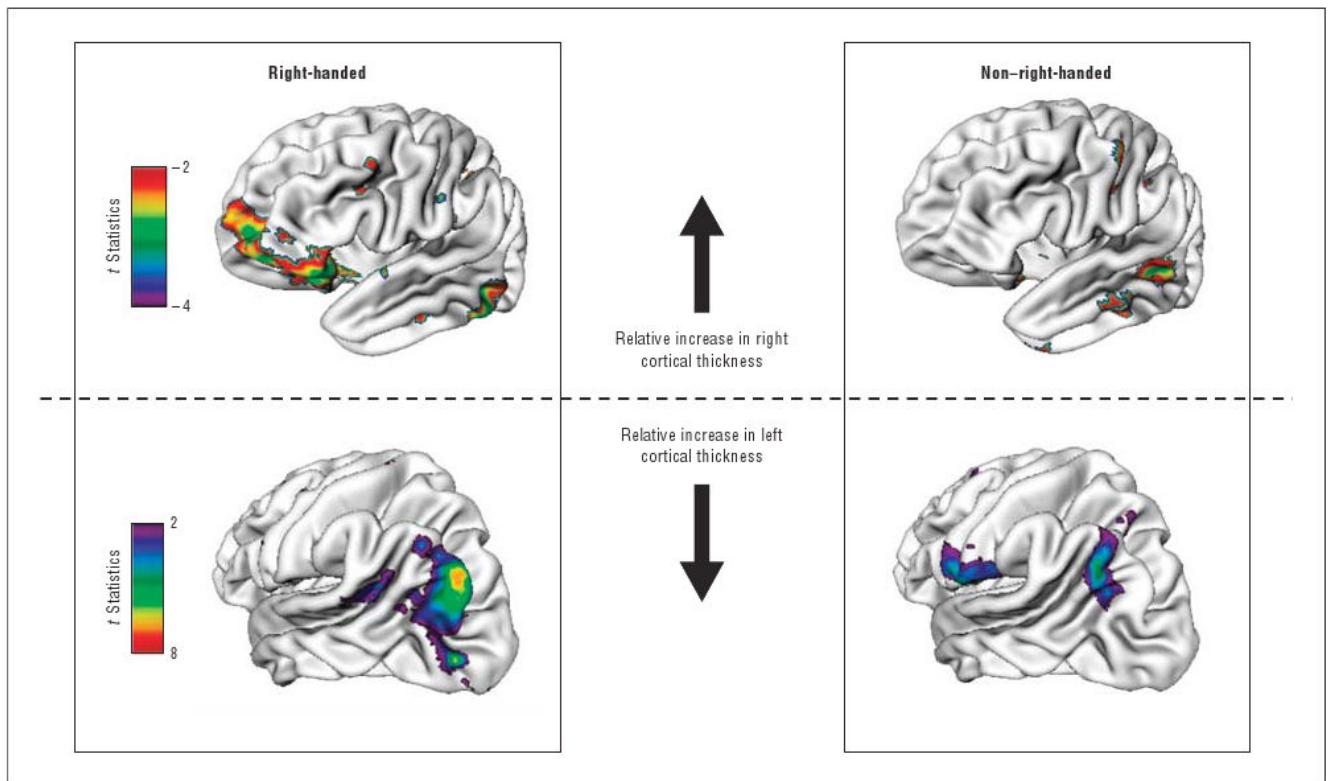 Right-handed
Non–right-handed
t Statistics
–2
–4
Relative increase in right
cortical thickness
Relative increase in left
cortical thickness
t Statistics
2
8